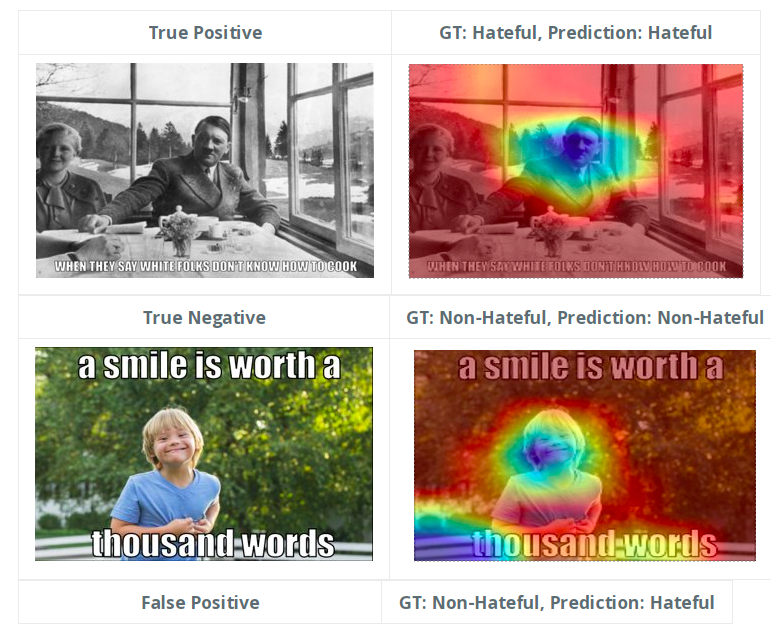 True Positive
GT: Hateful, Prediction: Hateful
WHEN THEY SAY WHITE FOLKS DON'T KNOW HOW TO COOK
WHEN THEY SAY WHITE FOLKS DON'T KNOW HOW TO COOK
True Negative
GT: Non-Hateful, Prediction: Non-Hateful
a smile is worth a
a smile is worth a
thousand words
thousand words
False Positive
GT: Non-Hateful, Prediction: Hateful